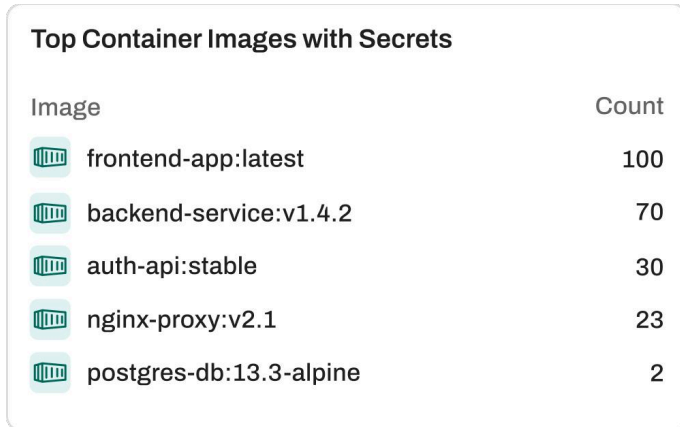 Top Container Images with Secrets
Image Count
frontend-app:latest 100
backend-service:v1.4.2 70
auth-api:stable 30
nginx-proxy:v2.1 23
postgres-db:13.3-alpine 2